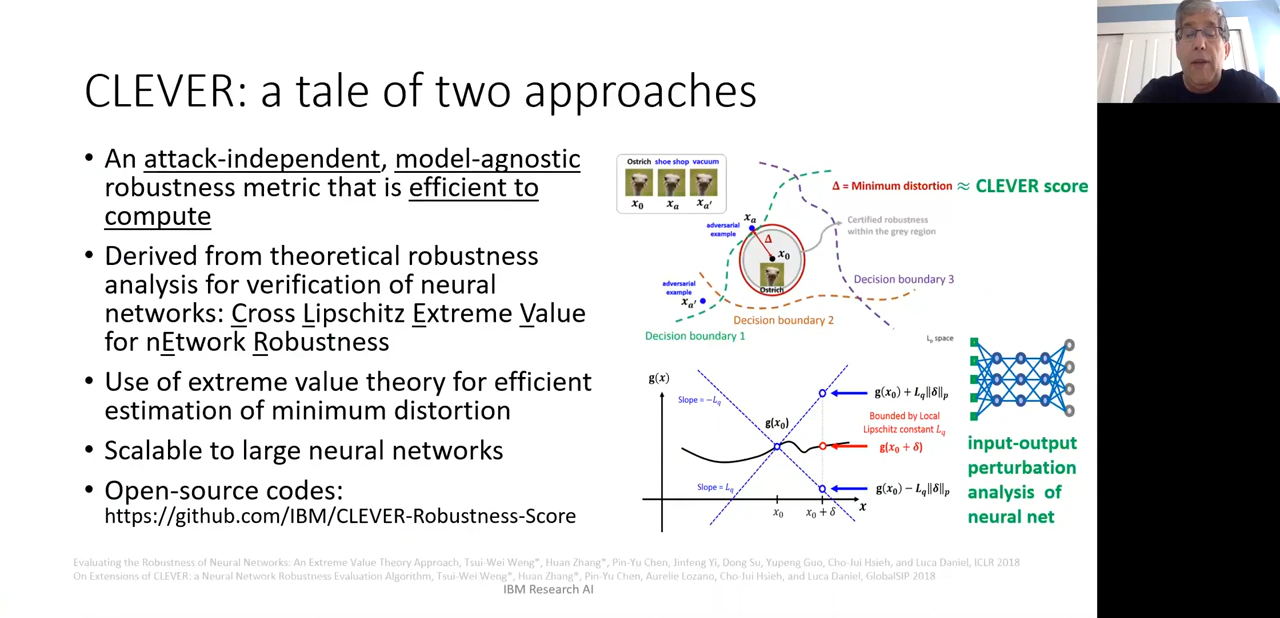 CLEVER: a tale of two approaches
• An attack-independent, model-agnostic
robustness metric that is efficient to
compute
• Derived from theoretical robustness
analysis for verification of neural
networks: Cross Lipschitz Extreme Value
for nEtwork Robustness
• Use of extreme value theory for efficient
estimation of minimum distortion
• Scalable to large neural networks
• Open-source codes:
https://github.com/IBM/CLEVER-Robustness-Score
Ostrich shoe shop vacuum
x₀ xₐ xₐ′
Δ = Minimum distortion ≈ CLEVER score
xₐ
adversarial
example
Δ
x₀
Ostrich
Certified robustness
within the grey region
adversarial
example
xₐ′
Decision boundary 3
Decision boundary 2
Decision boundary 1
Lₚ space
g(x)
Slope = −L_q
g(x₀)
g(x₀) + L_q‖δ‖ₚ
Bounded by Local
Lipschitz constant L_q
g(x₀ + δ)
Slope = L_q
g(x₀) − L_q‖δ‖ₚ
x₀ x₀ + δ x
input-output
perturbation
analysis of
neural net
Evaluating the Robustness of Neural Networks: An Extreme Value Theory Approach, Tsui-Wei Weng*, Huan Zhang*, Pin-Yu Chen, Jinfeng Yi, Dong Su, Yupeng Guo, Cho-Jui Hsieh, and Luca Daniel, ICLR 2018
On Extensions of CLEVER: a Neural Network Robustness Evaluation Algorithm, Tsui-Wei Weng*, Huan Zhang*, Pin-Yu Chen, Aurelie Lozano, Cho-Jui Hsieh, and Luca Daniel, GlobalSIP 2018
IBM Research AI